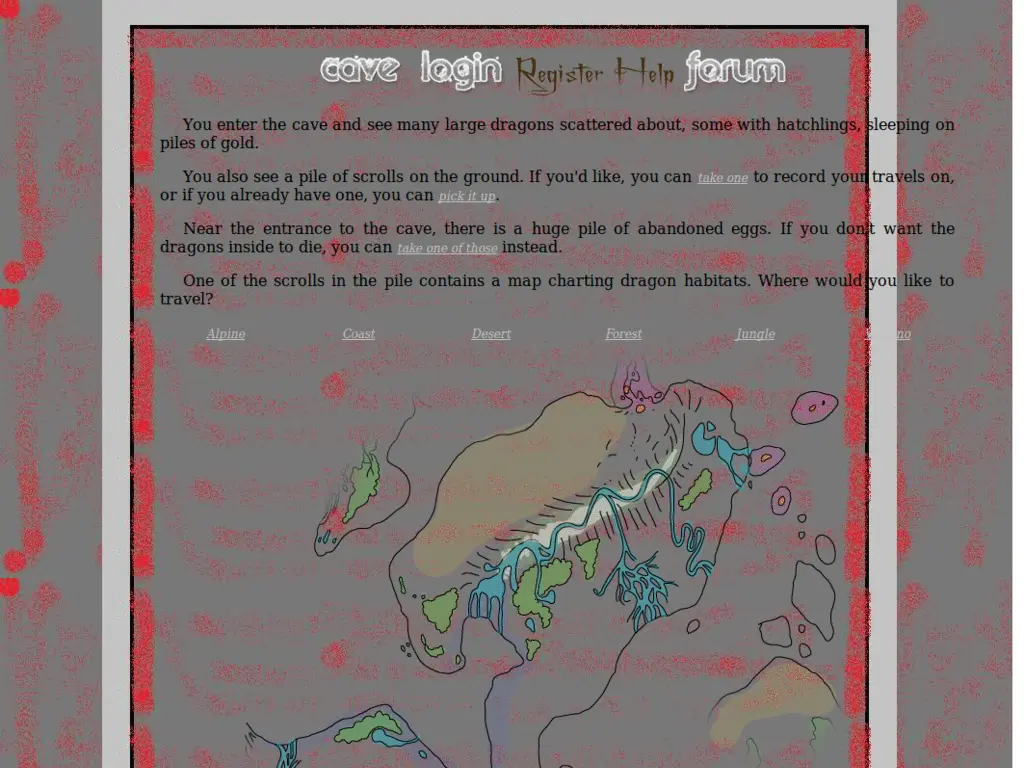 cave login Register Help forum
You enter the cave and see many large dragons scattered about, some with hatchlings, sleeping on
piles of gold.
You also see a pile of scrolls on the ground. If you'd like, you can take one to record your travels on,
or if you already have one, you can pick it up.
Near the entrance to the cave, there is a huge pile of abandoned eggs. If you don't want the
dragons inside to die, you can take one of those instead.
One of the scrolls in the pile contains a map charting dragon habitats. Where would you like to
travel?
Alpine Coast Desert Forest Jungle